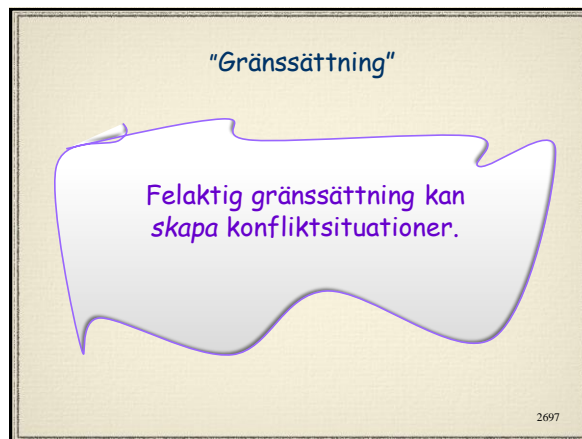 "Gränssättning”
Felaktig gränssättning kan
skapa konfliktsituationer.
2697